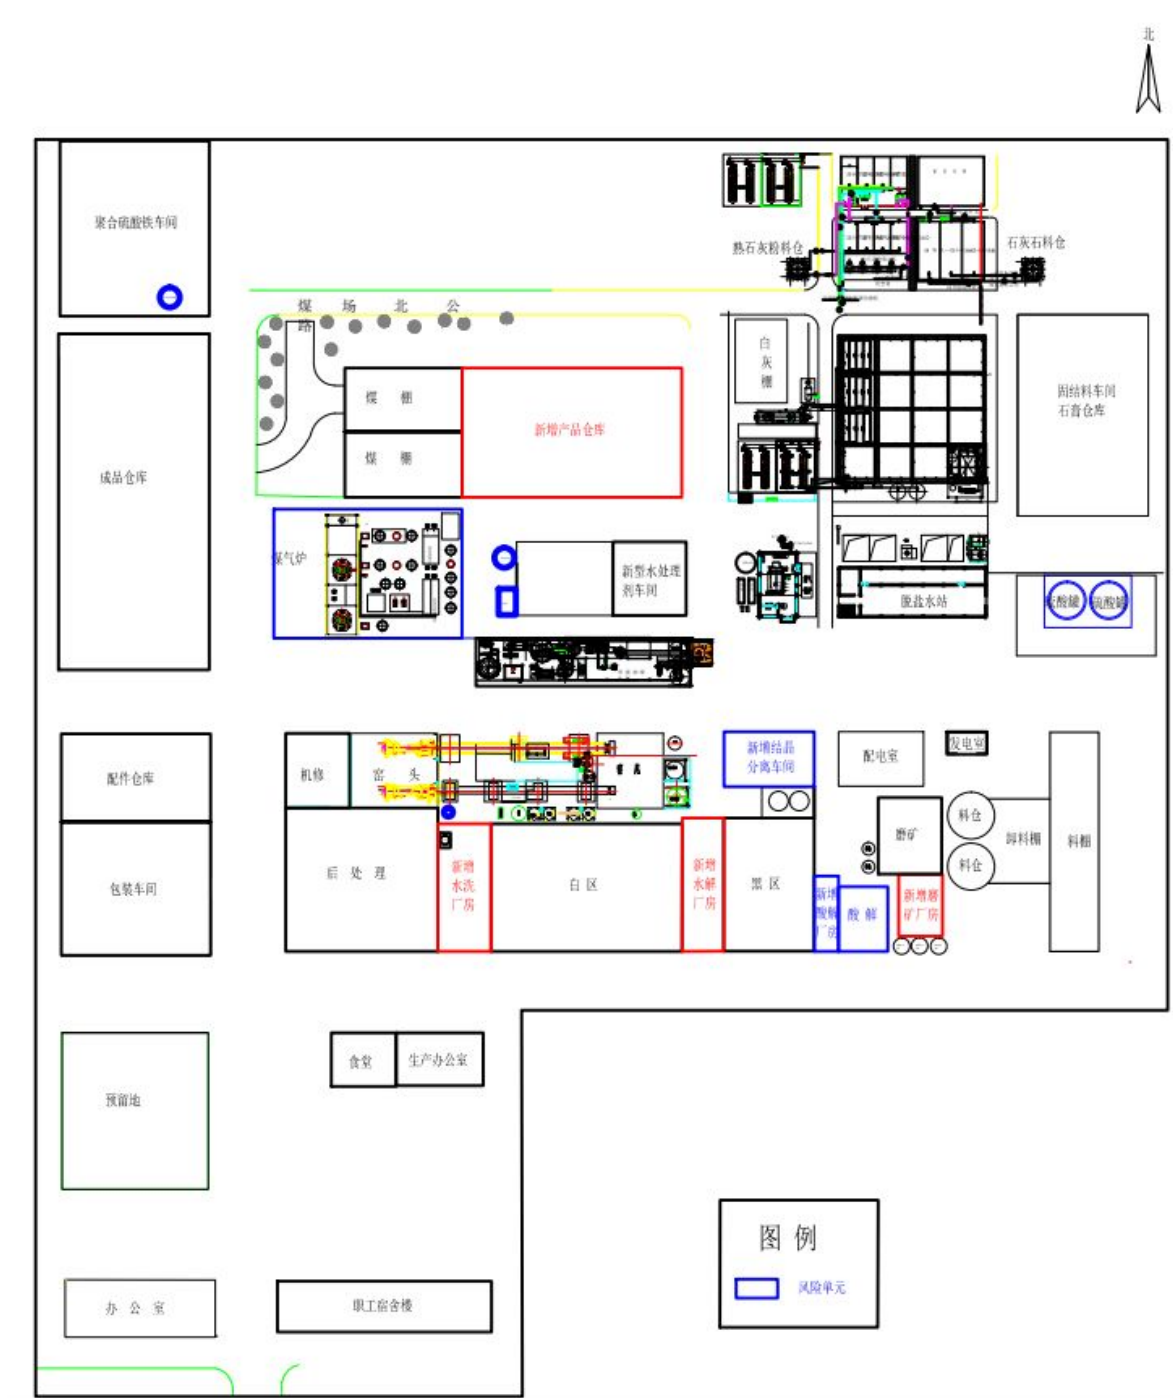 北
聚合硫酸铁车间
熟石灰粉料仓
石灰石料仓
煤 场 北 公
路
白
灰
棚
煤 棚
新增产品仓库
煤 棚
固结料车间
石膏仓库
成品仓库
煤气炉
新型水处理
剂车间
脱盐水站
硫酸罐
硫酸罐
配件仓库
机修
窑 头
窑 尾
新增结晶
分离车间
配电室
发电室
料仓
磨矿
卸料棚
料棚
料仓
包装车间
后 处 理
新增
水洗
厂房
白 区
新增
水解
厂房
黑 区
新增
酸解
厂房
酸 解
新增磨
矿厂房
食堂
生产办公室
预留地
图 例
风险单元
办 公 室
职工宿舍楼